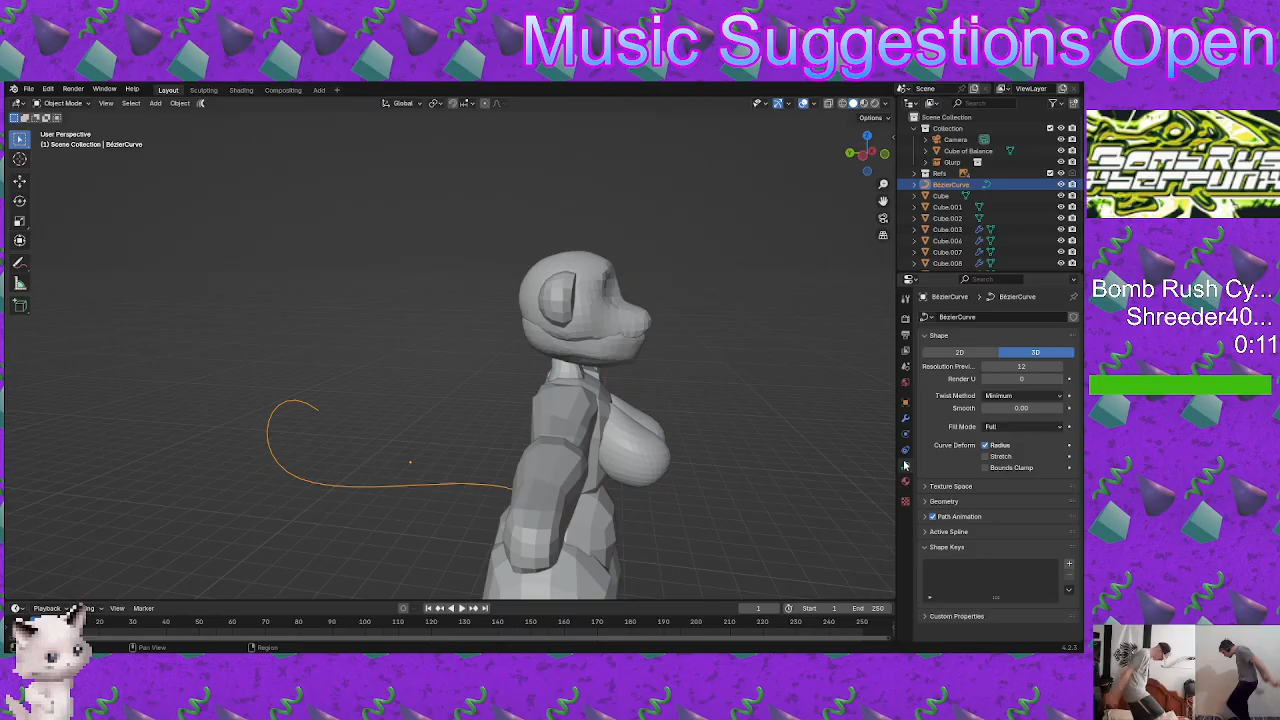 Music Suggestions Open
File Edit Render Window Help Layout Sculpting Shading Compositing Add +
Scene ViewLayer
Object Mode View Select Add Object Global
Search
Options
User Perspective
(1) Scene Collection | BézierCurve
Scene Collection
Collection
Camera
Cube of Balance
Glurp
Refs
BézierCurve
Cube
Cube.001
Cube.002
Cube.003
Cube.006
Cube.007
Cube.008
Search
BézierCurve > BézierCurve
BézierCurve
Shape
2D 3D
Resolution Previ... 12
Render U 0
Twist Method Minimum
Smooth 0.00
Fill Mode Full
Curve Deform Radius
Stretch
Bounds Clamp
Texture Space
Geometry
Path Animation
Active Spline
Shape Keys
Custom Properties
Bomb Rush Cy...
Shreeder40...
0:11
Playback View Marker 1 Start 1 End 250
20 30 40 50 60 70 80 90 100 110 120 130 140 150 160 170 180 190 200 210 220 230 240 250
Pan View Region 4.2.3